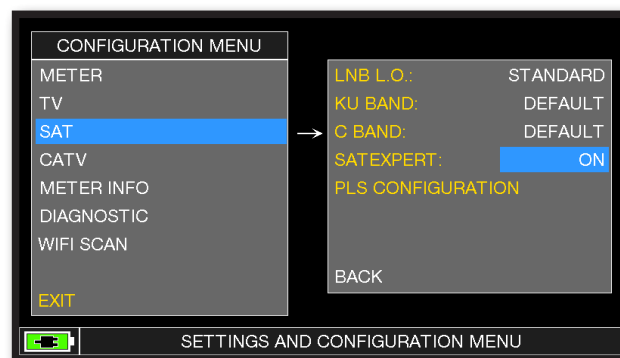 CONFIGURATION MENU
METER
TV
SAT
CATV
METER INFO
DIAGNOSTIC
WIFI SCAN
EXIT
LNB L.O.: STANDARD
KU BAND: DEFAULT
C BAND: DEFAULT
SATEXPERT: ON
PLS CONFIGURATION
BACK
SETTINGS AND CONFIGURATION MENU